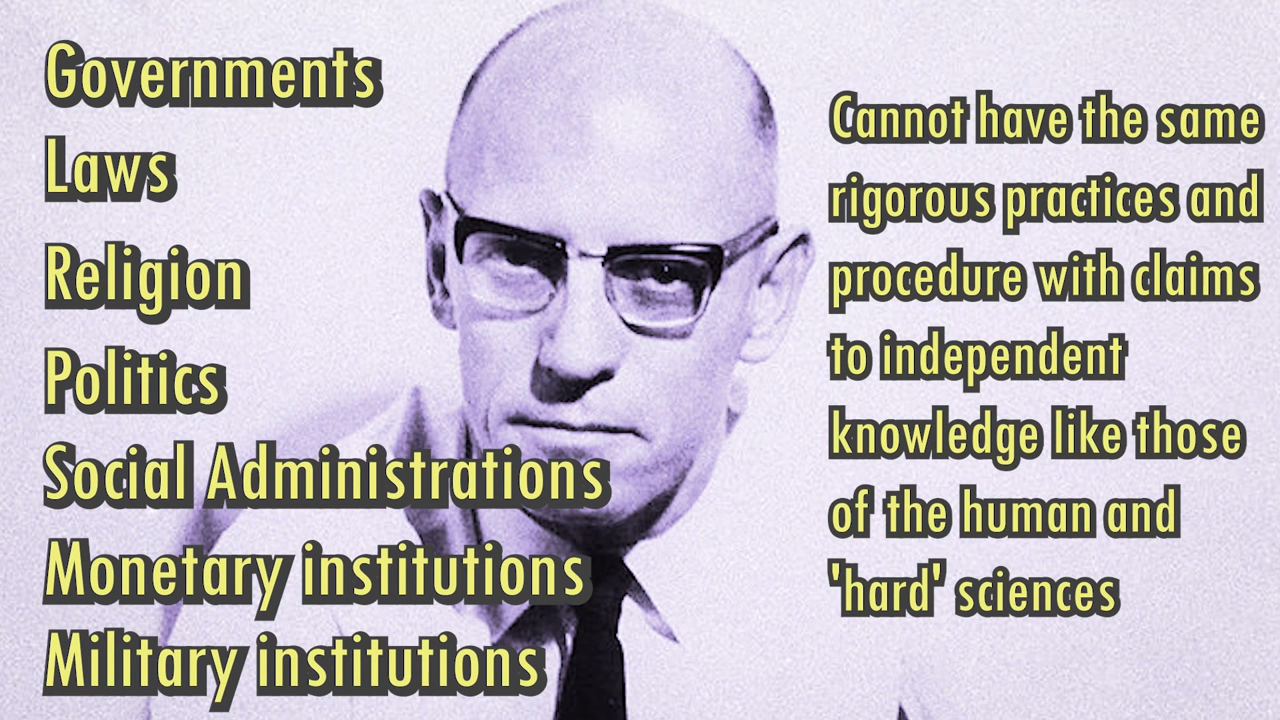 Governments
Laws
Religion
Politics
Social Administrations
Monetary institutions
Military institutions
Cannot have the same
rigorous practices and
procedure with claims
to independent
knowledge like those
of the human and
'hard' sciences